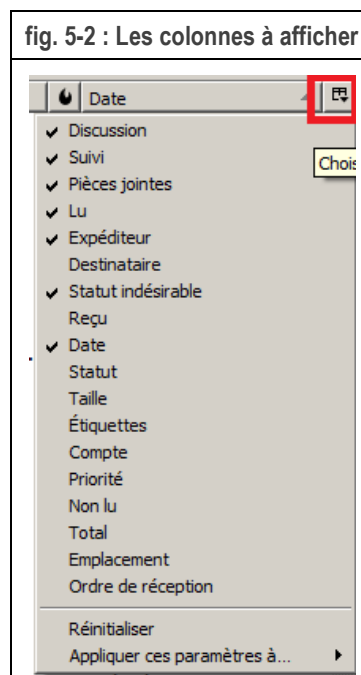 fig. 5-2 : Les colonnes à afficher
Date
Discussion
Suivi
Chois
Pièces jointes
Lu
Expéditeur
Destinataire
Statut indésirable
Reçu
Date
Statut
Taille
Étiquettes
Compte
Priorité
Non lu
Total
Emplacement
Ordre de réception
Réinitialiser
Appliquer ces paramètres à...